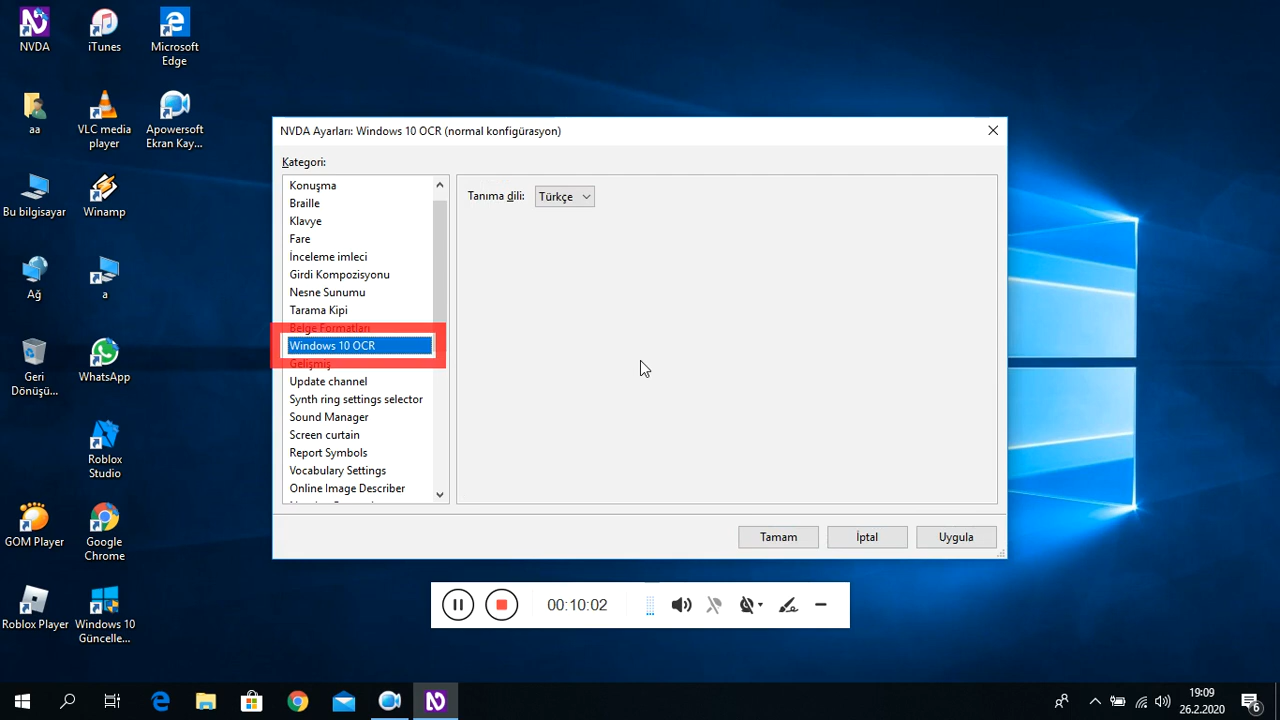 NVDA
iTunes
Microsoft
Edge
aa
VLC media
player
Apowersoft
Ekran Kay...
Bu bilgisayar
Winamp
Ağ
a
Geri
Dönüşü...
WhatsApp
Roblox
Studio
GOM Player
Google
Chrome
Roblox Player
Windows 10
Güncelle...
NVDA Ayarları: Windows 10 OCR (normal konfigürasyon)
Kategori:
Konuşma
Braille
Klavye
Fare
İnceleme imleci
Girdi Kompozisyonu
Nesne Sunumu
Tarama Kipi
Belge Formatları
Windows 10 OCR
Gelişmiş
Update channel
Synth ring settings selector
Sound Manager
Screen curtain
Report Symbols
Vocabulary Settings
Online Image Describer
Tanıma dili: Türkçe
Tamam
İptal
Uygula
00:10:02
19:09
26.2.2020
6